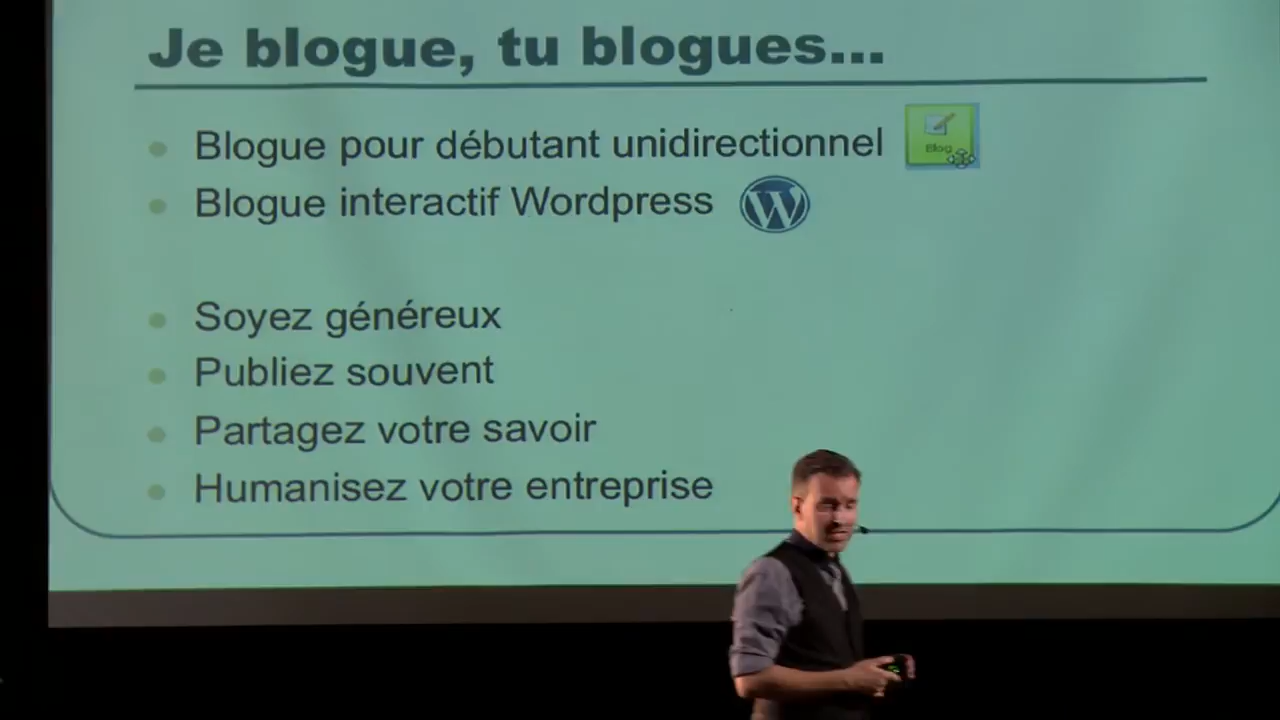 Je blogue, tu blogues...
Blogue pour débutant unidirectionnel
Blog
Blogue interactif Wordpress
Soyez généreux
Publiez souvent
Partagez votre savoir
Humanisez votre entreprise